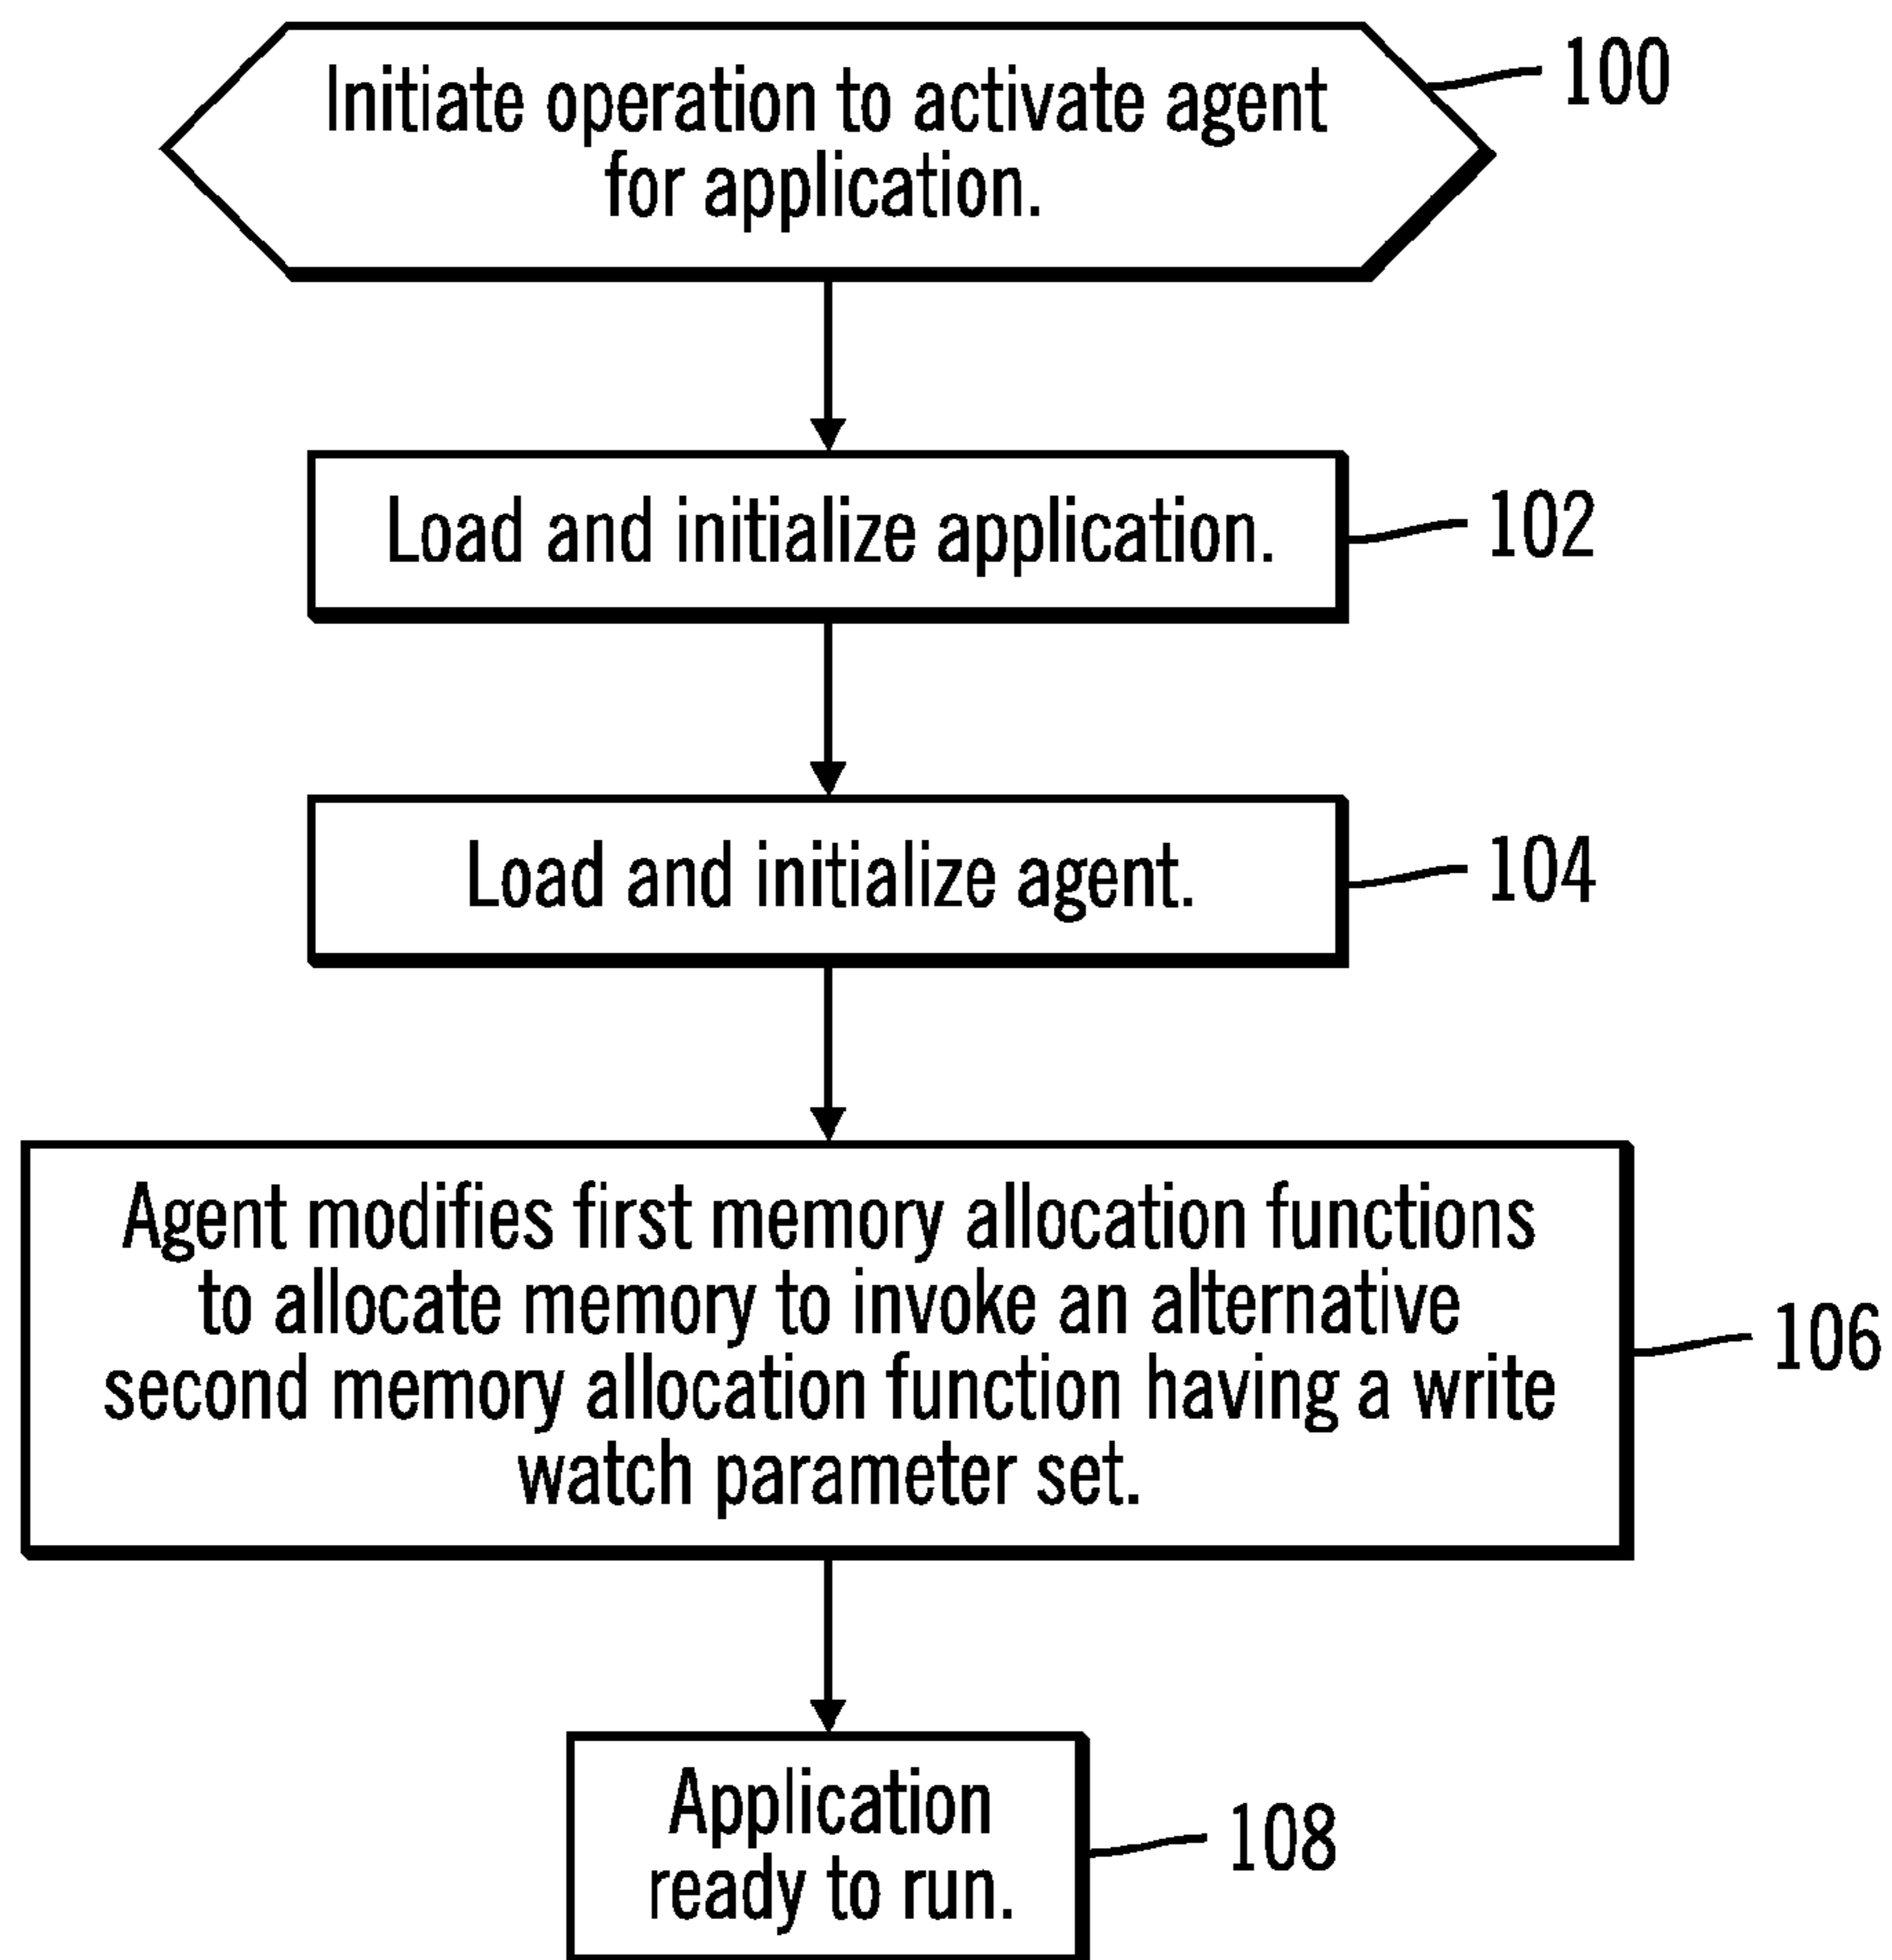 Initiate operation to activate agent
for application.
100
Load and initialize application.
102
Load and initialize agent.
104
Agent modifies first memory allocation functions
to allocate memory to invoke an alternative
second memory allocation function having a write
watch parameter set.
106
Application
ready to run.
108